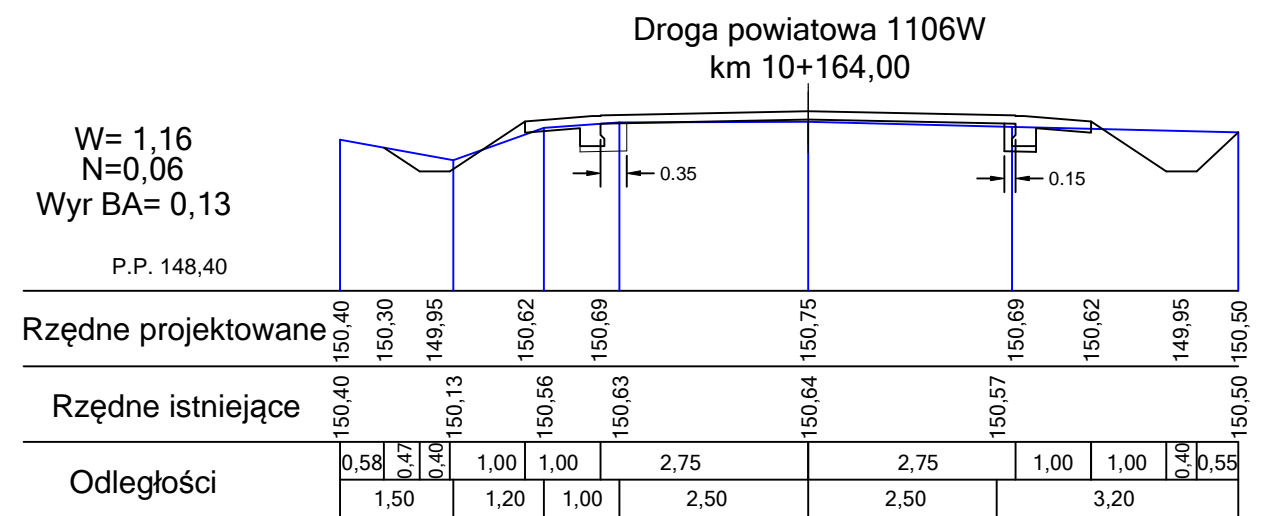 Droga powiatowa 1106W
km 10+164,00
W= 1,16
N=0,06
Wyr BA= 0,13
0.35
0.15
P.P. 148,40
Rzędne projektowane 150,40 150,30 149,95 150,62 150,69 150,75 150,69 150,62 149,95 150,50
Rzędne istniejące 150,40 150,13 150,56 150,63 150,64 150,57 150,50
Odległości
0,58 0,47 0,40 1,00 1,00 2,75 2,75 1,00 1,00 0,40 0,55
1,50 1,20 1,00 2,50 2,50 3,20